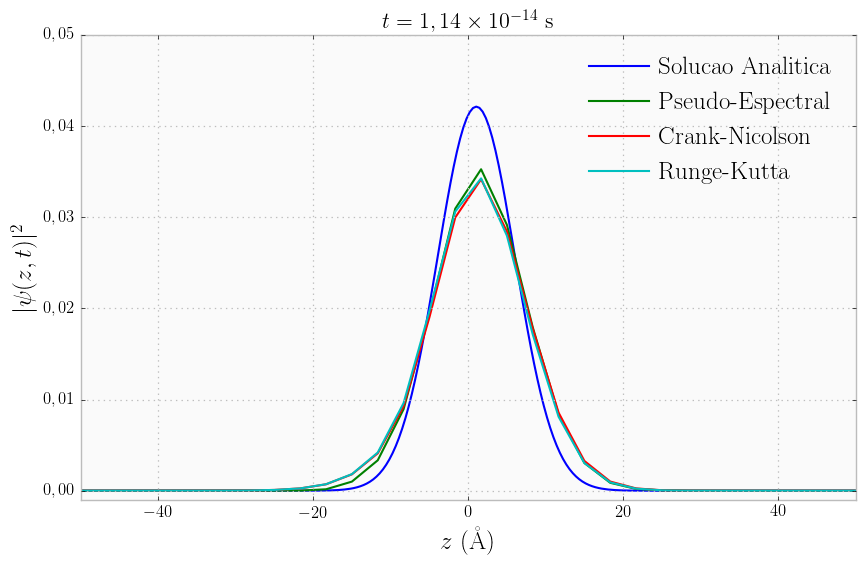 t = 1,14 × 10⁻¹⁴ s
0,05
0,04
0,03
0,02
0,01
0,00
|ψ(z, t)|²
Solucao Analitica
Pseudo-Espectral
Crank-Nicolson
Runge-Kutta
−40 −20 0 20 40
z (Å)